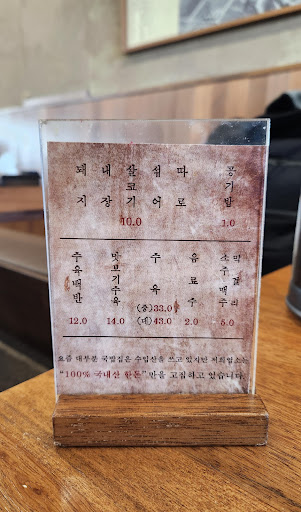 돼지
내장
살코기
섞어
따로
10.0
공기밥
1.0
수육백반
12.0
맛보기수육
14.0
수육
(중)33.0
(대)43.0
음료수
2.0
소주맥주
막걸리
5.0
요즘 대부분 국밥집은 수입산을 쓰고 있지만 저희업소는
“100% 국내산 한돈”만을 고집하고 있습니다